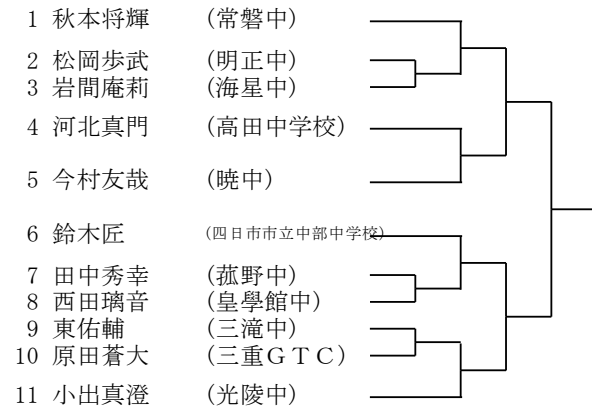 1 秋本将輝 (常磐中)
2 松岡歩武 (明正中)
3 岩間庵莉 (海星中)
4 河北真門 (高田中学校)
5 今村友哉 (暁中)
6 鈴木匠 (四日市市立中部中学校)
7 田中秀幸 (菰野中)
8 西田璃音 (皇學館中)
9 東佑輔 (三滝中)
10 原田蒼大 (三重GTC)
11 小出真澄 (光陵中)